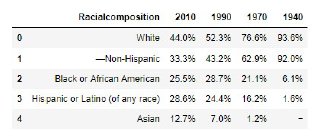 Racialcomposition 2010 1990 1970 1940
0 White 44.0% 52.3% 76.6% 93.6%
1 —Non-Hispanic 33.3% 43.2% 62.9% 92.0%
2 Black or African American 25.5% 28.7% 21.1% 6.1%
3 Hispanic or Latino (of any race) 28.6% 24.4% 16.2% 1.6%
4 Asian 12.7% 7.0% 1.2% −